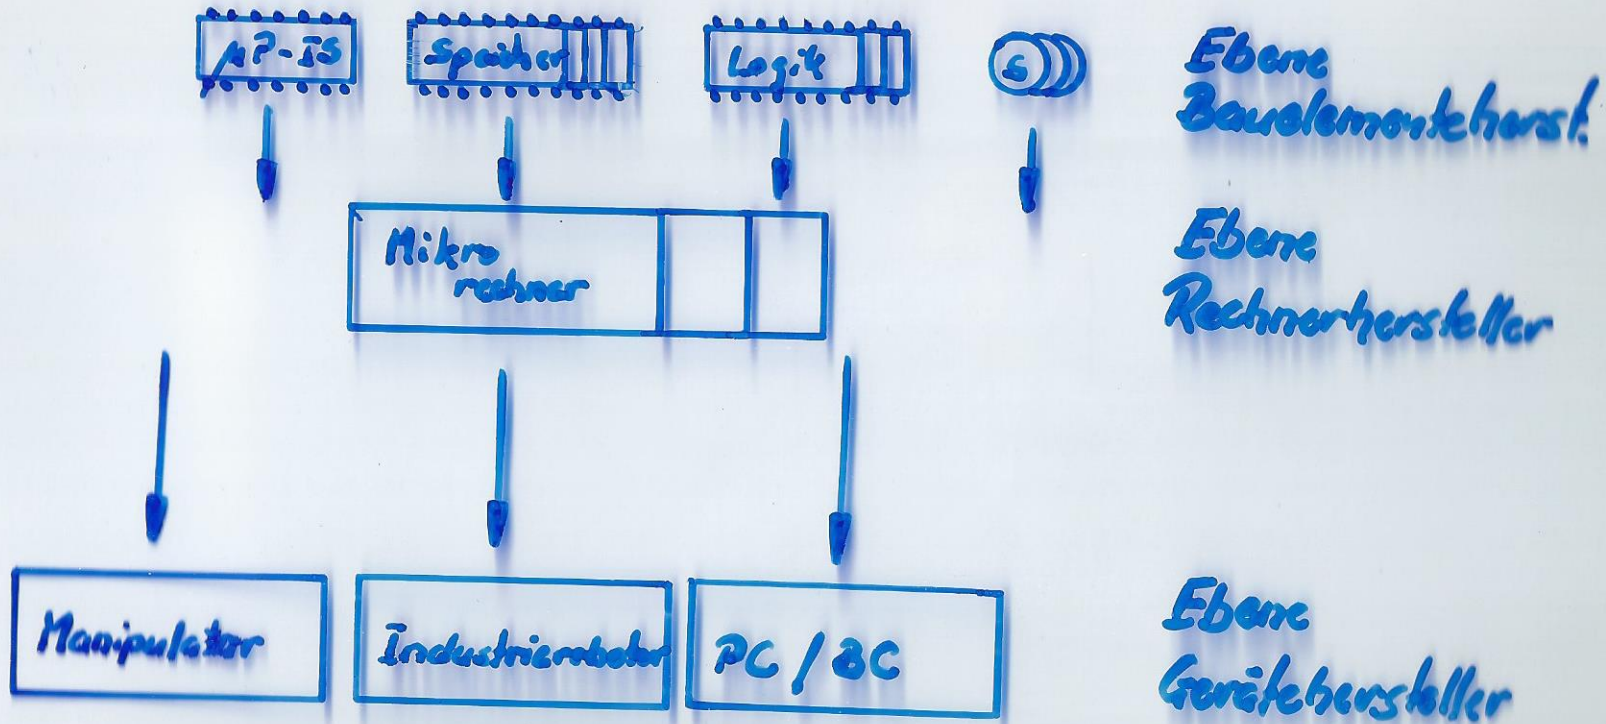 µP-IS
Speicher
Logik
Ebene
Bauelementeherst.
Mikro
rechner
Ebene
Rechnerhersteller
Manipulator
Industrieroboter
PC / BC
Ebene
Gerätehersteller